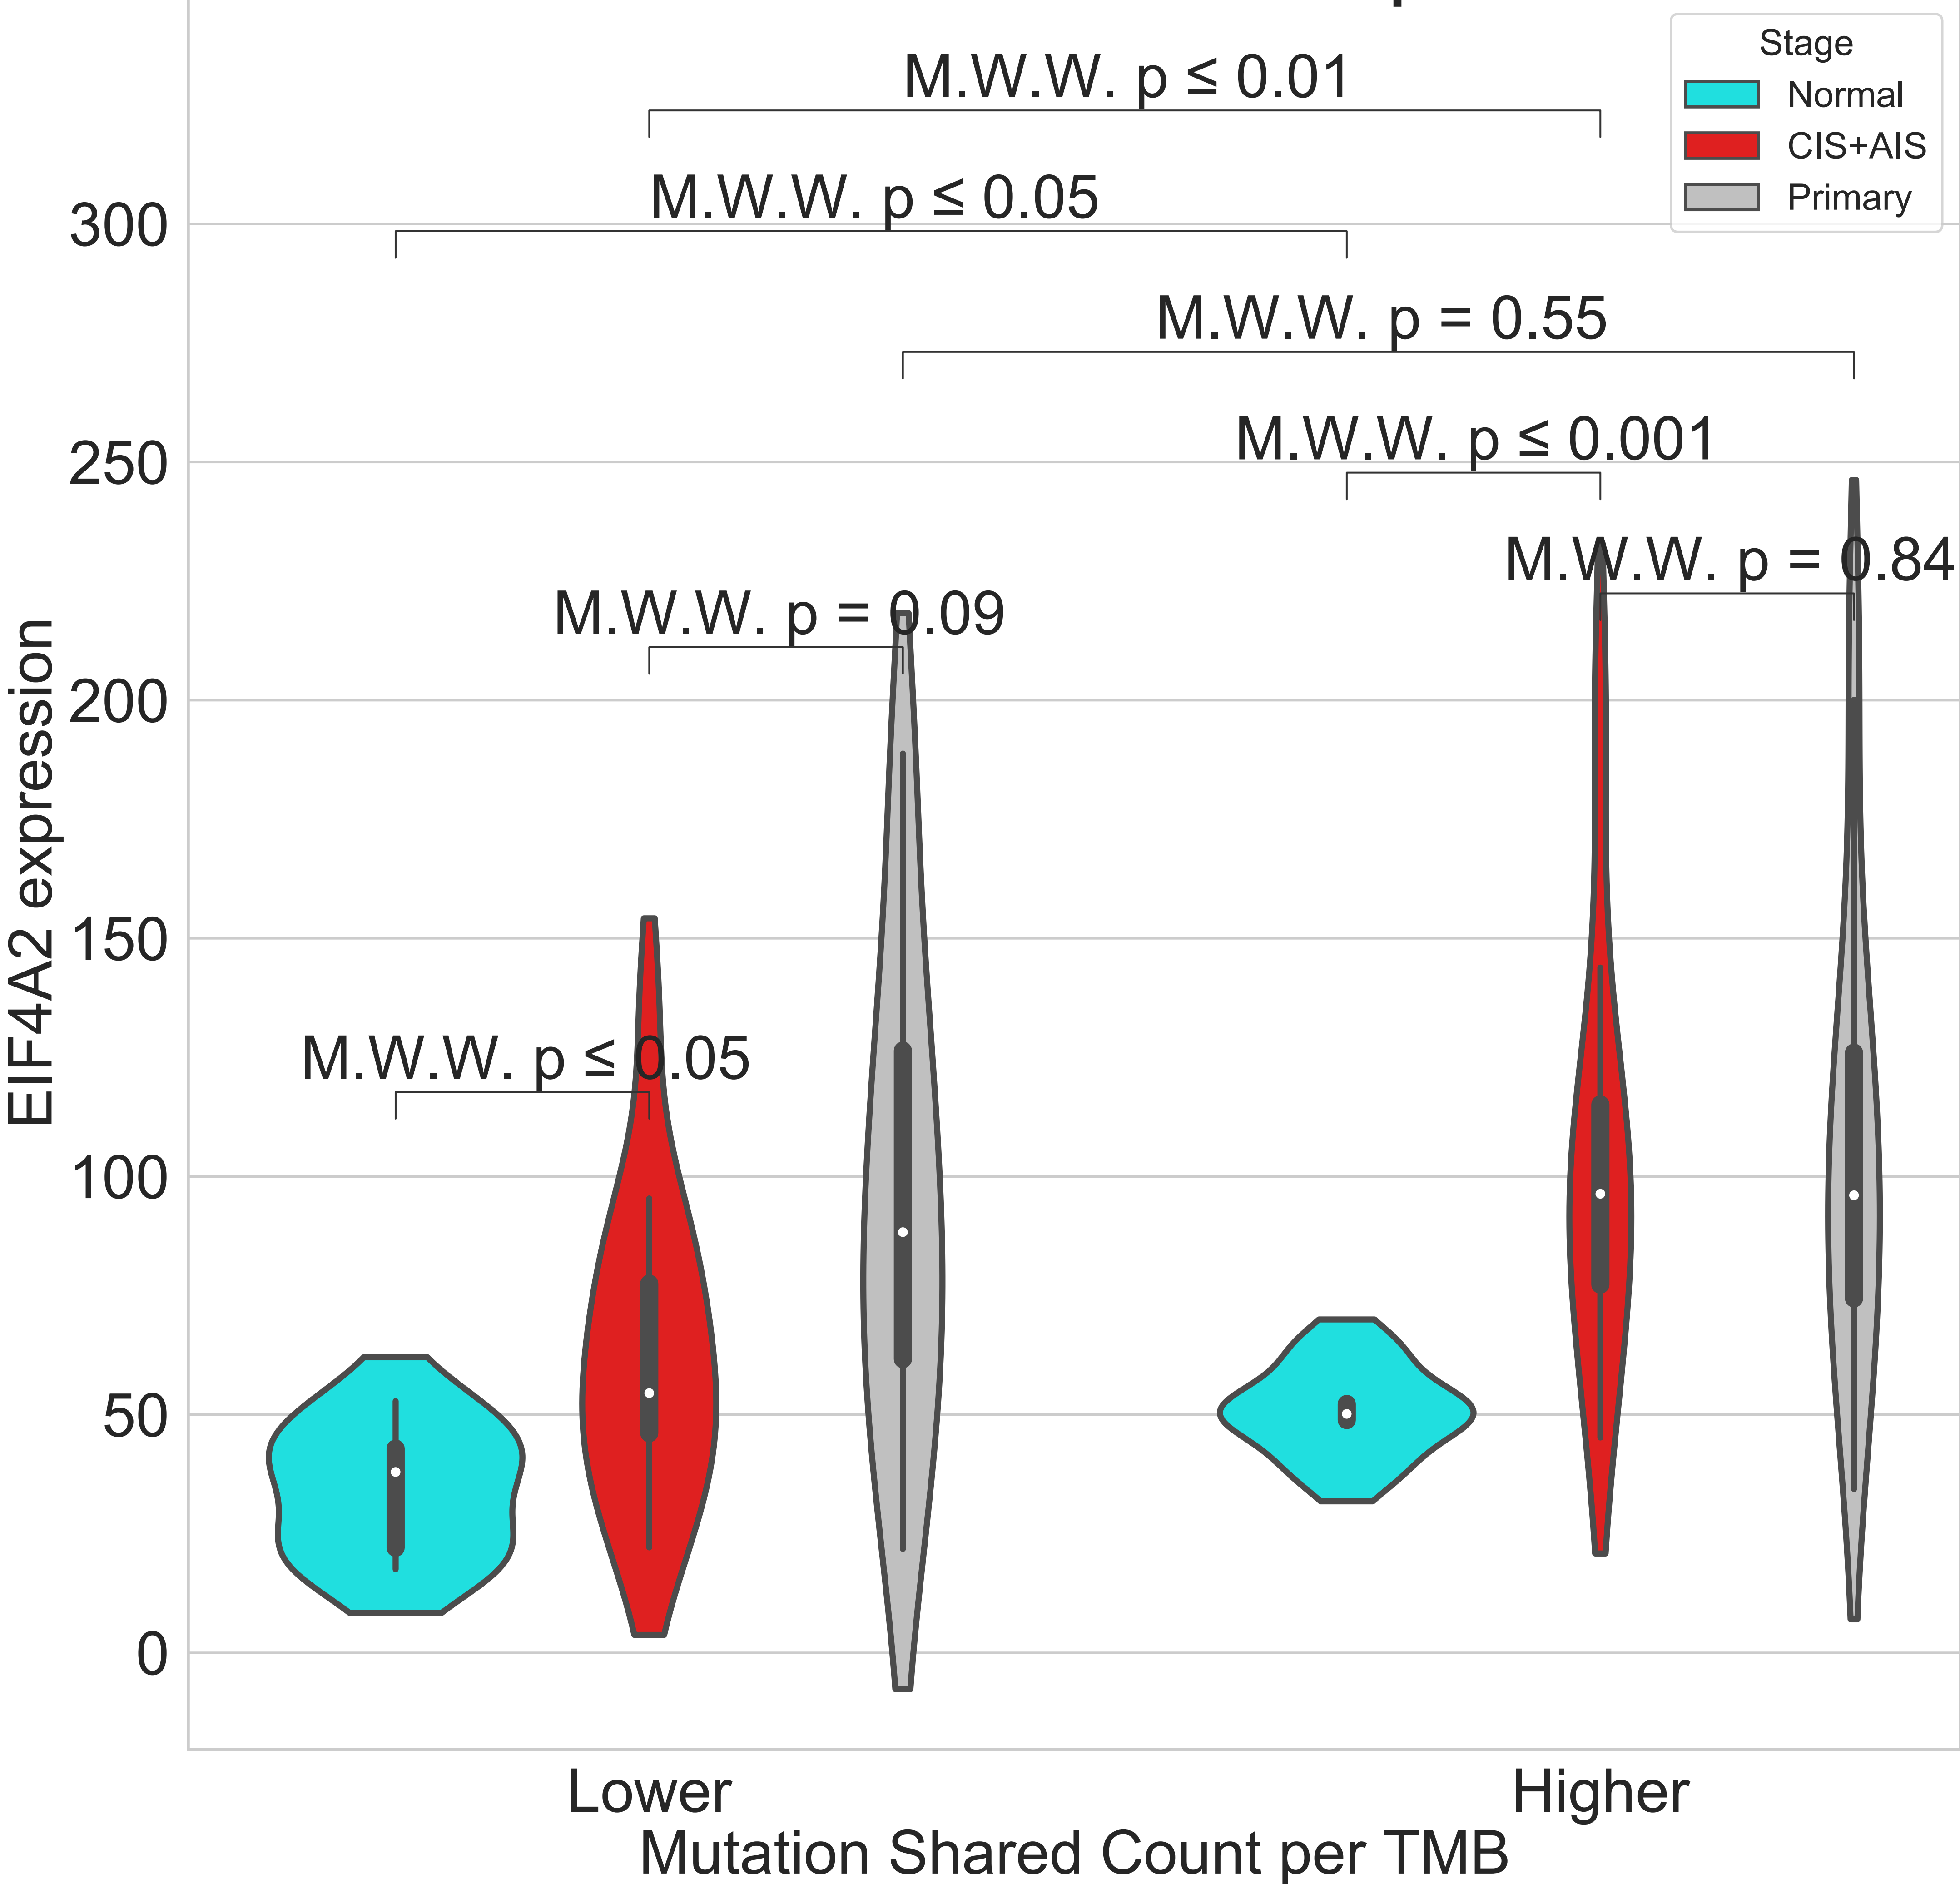 Stage
Normal
CIS+AIS
Primary
M.W.W. p ≤ 0.01
M.W.W. p ≤ 0.05
M.W.W. p = 0.55
M.W.W. p ≤ 0.001
M.W.W. p = 0.84
M.W.W. p = 0.09
M.W.W. p ≤ 0.05
300
250
200
150
100
50
0
EIF4A2 expression
Lower
Higher
Mutation Shared Count per TMB